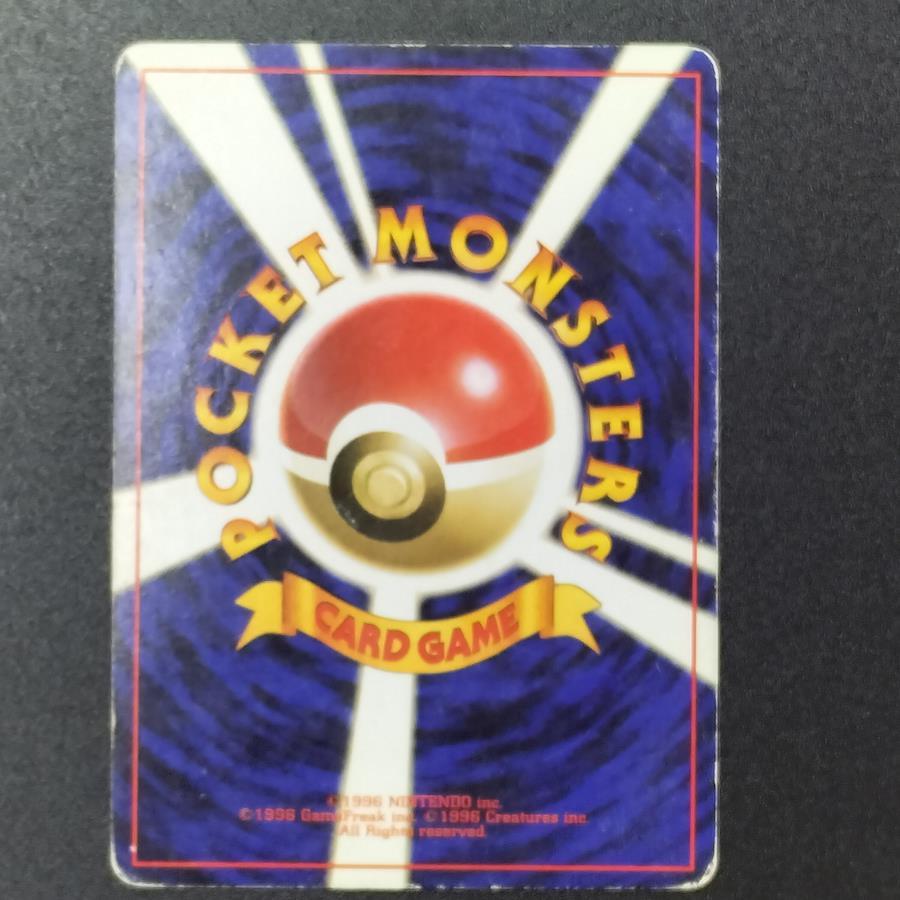 POCKET MONSTERS
CARD GAME
©1996 NINTENDO inc.
©1996 GameFreak inc. ©1996 Creatures inc.
All Rights reserved.